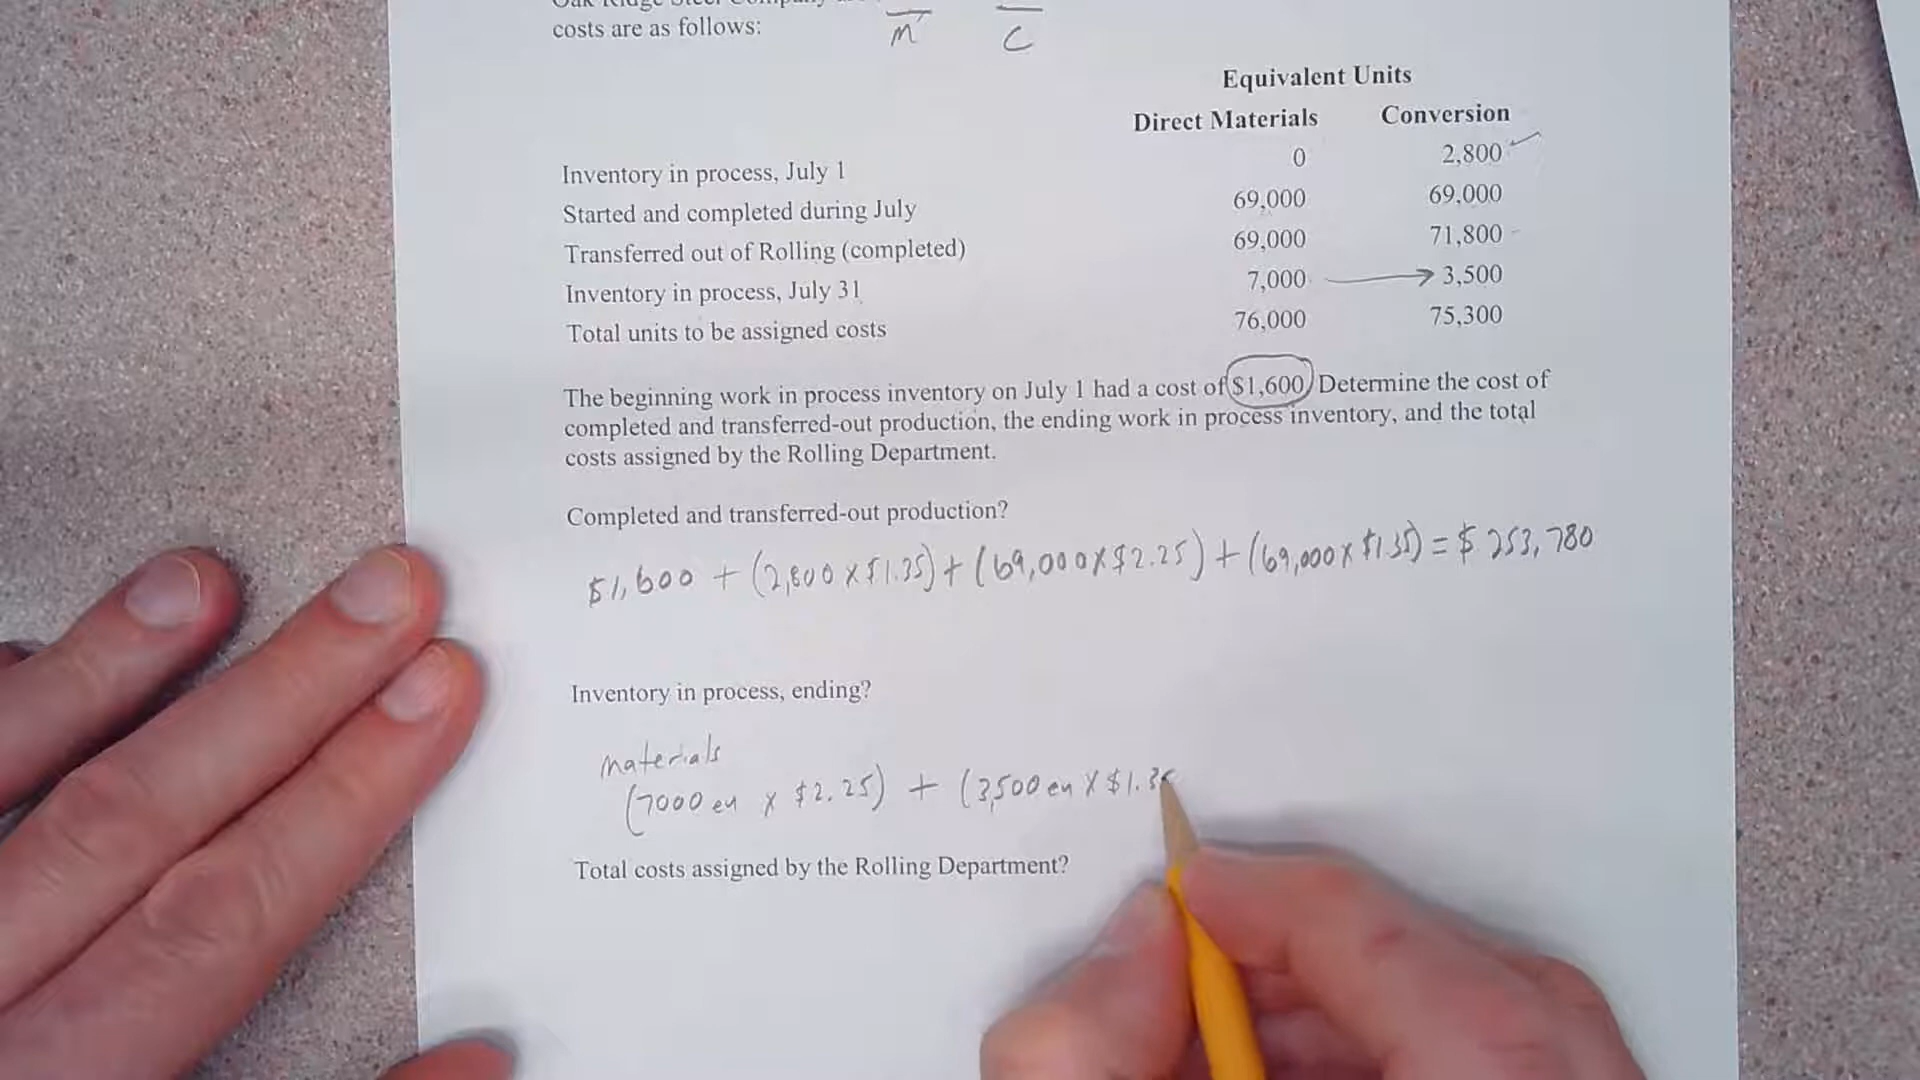 Oak Ridge Steel Company
costs are as follows:
M C
Equivalent Units
Direct Materials Conversion
Inventory in process, July 1 0 2,800
Started and completed during July 69,000 69,000
Transferred out of Rolling (completed) 69,000 71,800
Inventory in process, July 31 7,000 3,500
Total units to be assigned costs 76,000 75,300
The beginning work in process inventory on July 1 had a cost of $1,600. Determine the cost of
completed and transferred-out production, the ending work in process inventory, and the total
costs assigned by the Rolling Department.
Completed and transferred-out production?
$1,600 + (2,800 x $1.35) + (69,000 x $2.25) + (69,000 x $1.35) = $253,780
Inventory in process, ending?
materials
(7000 eu x $2.25) + (3,500 eu x $1.35
Total costs assigned by the Rolling Department?